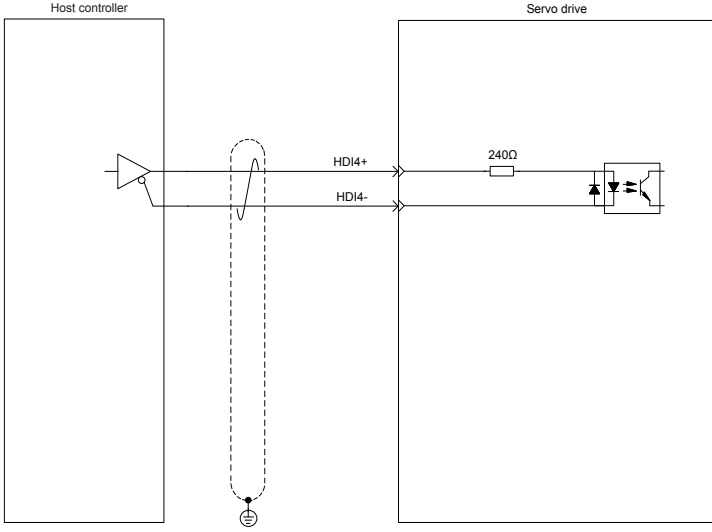 Host controller
Servo drive
HDI4+
240Ω
HDI4-